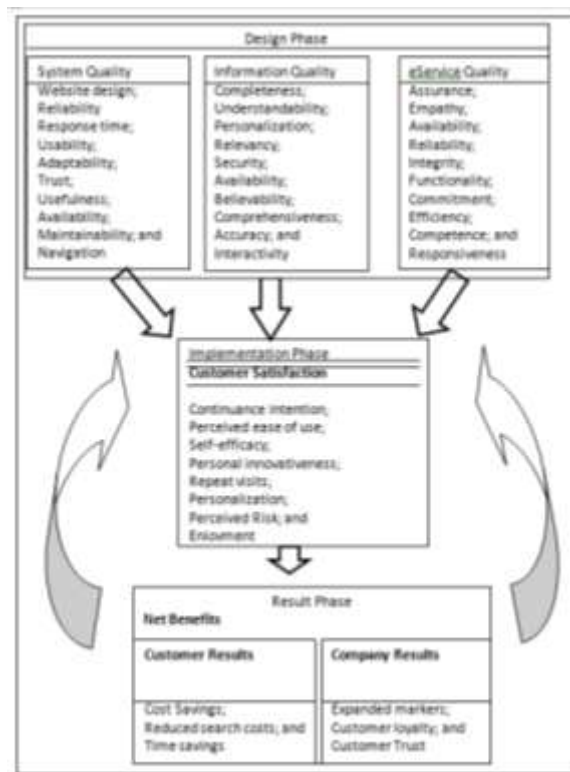 Design Phase
System Quality
Website design;
Reliability
Response time;
Usability;
Adaptability;
Trust;
Usefulness;
Availability;
Maintainability; and
Navigation
Information Quality
Completeness;
Understandability;
Personalization;
Relevancy;
Security;
Availability;
Believability;
Comprehensiveness;
Accuracy; and
Interactivity
eService Quality
Assurance;
Empathy;
Availability;
Reliability;
Integrity;
Functionality;
Commitment;
Efficiency;
Competence; and
Responsiveness
Implementation Phase
Customer Satisfaction
Continuance intention;
Perceived ease of use;
Self-efficacy;
Personal innovativeness;
Repeat visits;
Personalization;
Perceived Risk; and
Enjoyment
Result Phase
Net Benefits
Customer Results
Cost Savings;
Reduced search costs; and
Time savings
Company Results
Expanded markers;
Customer loyalty; and
Customer Trust